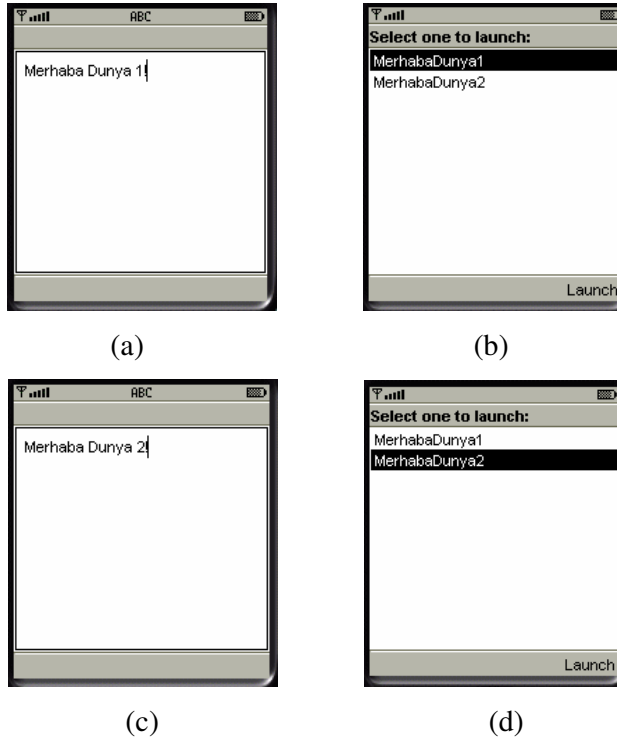 ABC
Merhaba Dunya 1!
(a)
Select one to launch:
MerhabaDunya1
MerhabaDunya2
Launch
(b)
ABC
Merhaba Dunya 2!
(c)
Select one to launch:
MerhabaDunya1
MerhabaDunya2
Launch
(d)